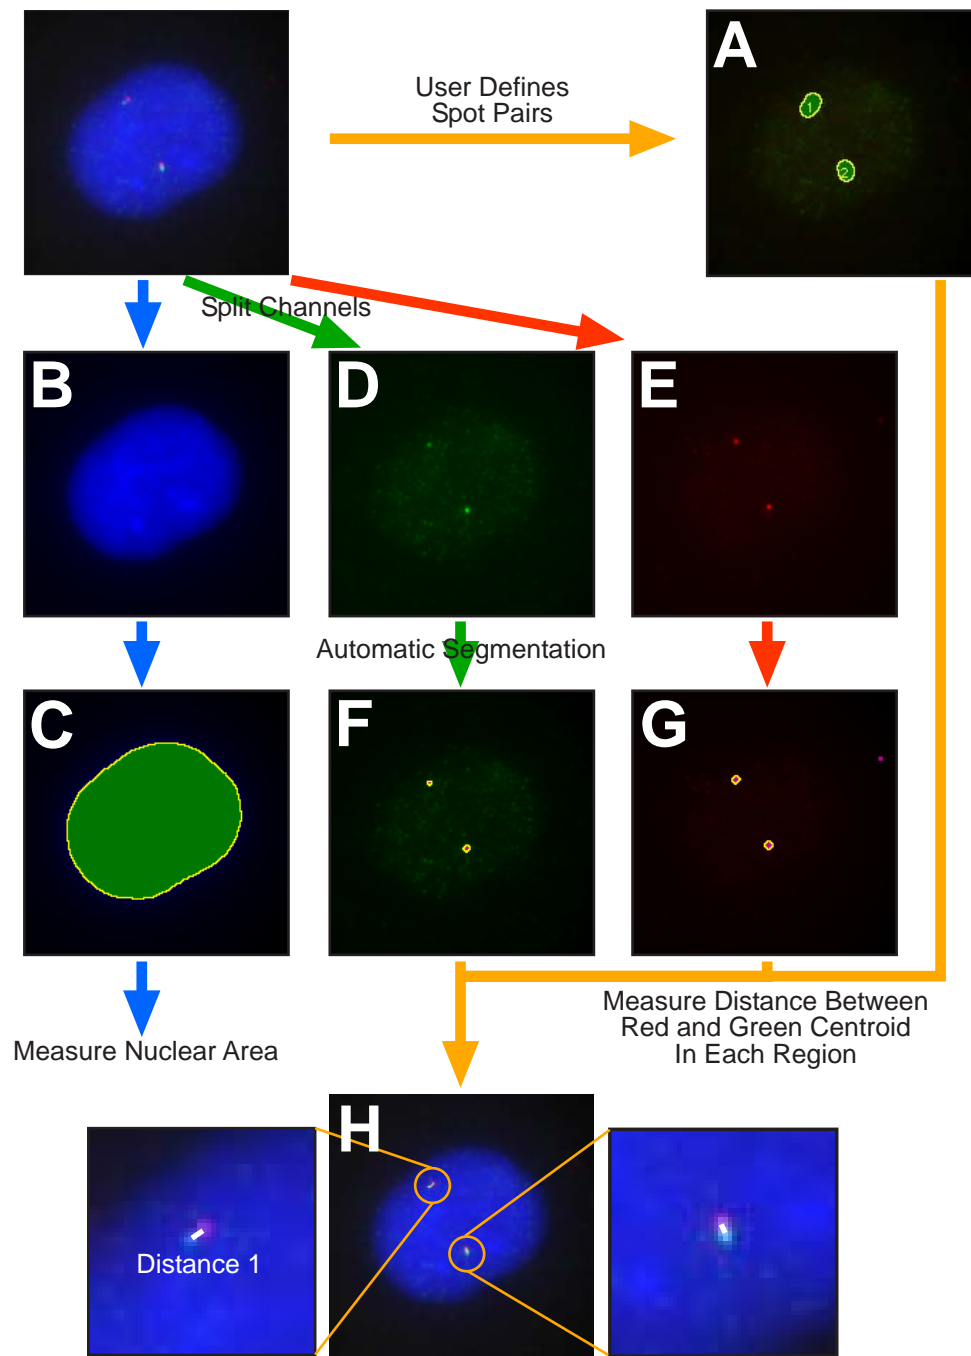 User Defines
Spot Pairs
A
1
2
Split Channels
B
D
E
Automatic Segmentation
C
F
G
Measure Nuclear Area
Measure Distance Between
Red and Green Centroid
In Each Region
H
Distance 1